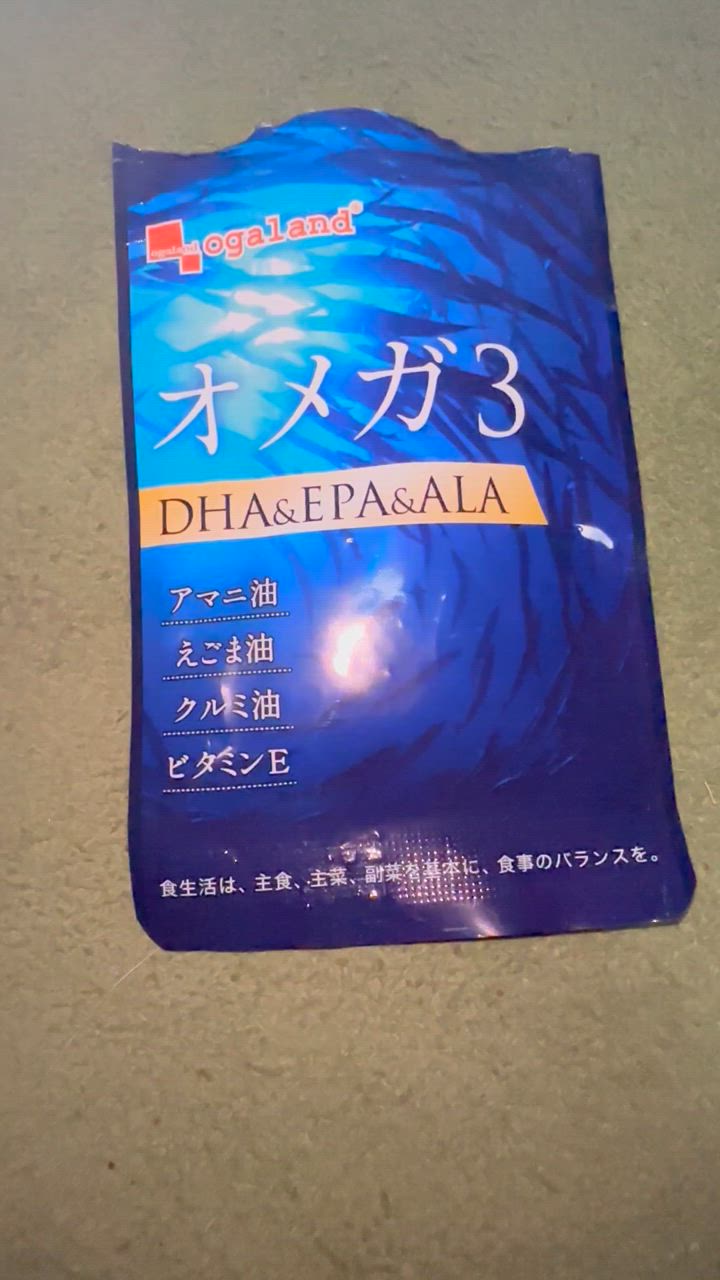 ogaland
ogaland®
オメガ3
DHA&EPA&ALA
アマニ油
えごま油
クルミ油
ビタミンE
食生活は、主食、主菜、副菜を基本に、食事のバランスを。